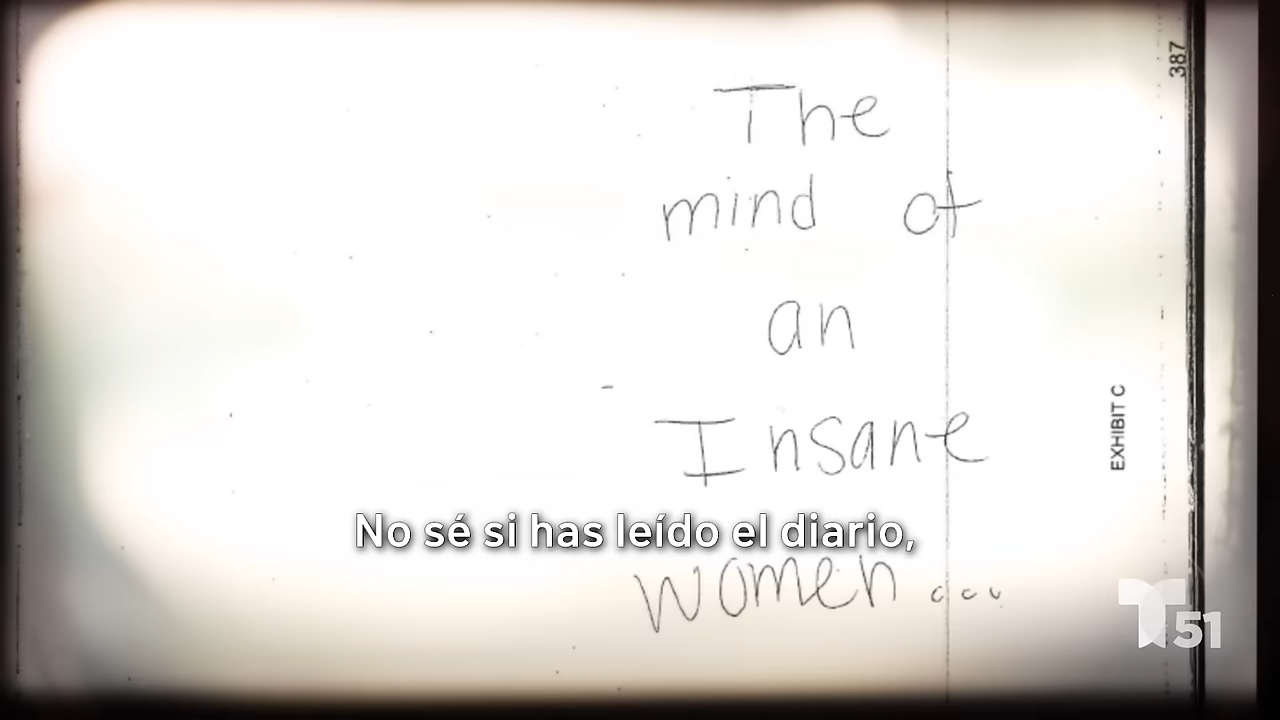 387
The
mind of
an
Insane
EXHIBIT C
No sé si has leído el diario,
women...
T 51